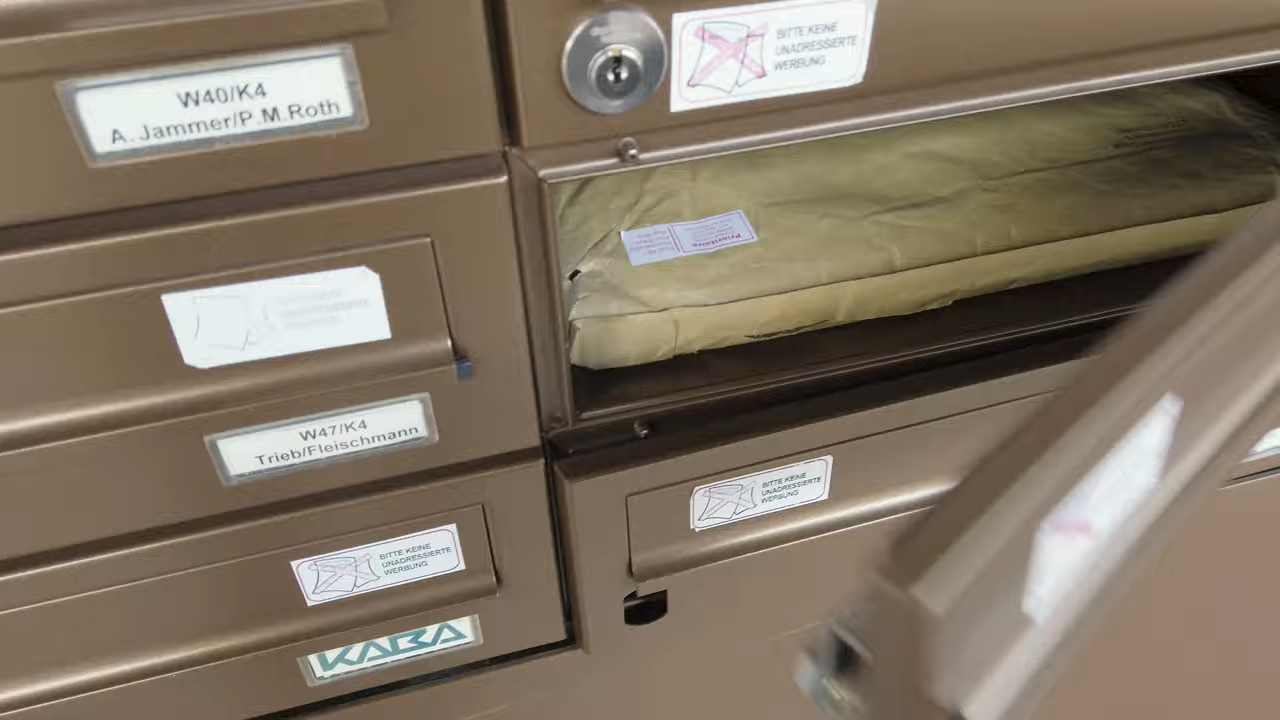 W40/K4
A.Jammer/P.M.Roth
BITTE KEINE
UNADRESSIERTE
WERBUNG
Prioritaire
W47/K4
Trieb/Fleischmann
BITTE KEINE
UNADRESSIERTE
WERBUNG
BITTE KEINE
UNADRESSIERTE
WERBUNG
KABA